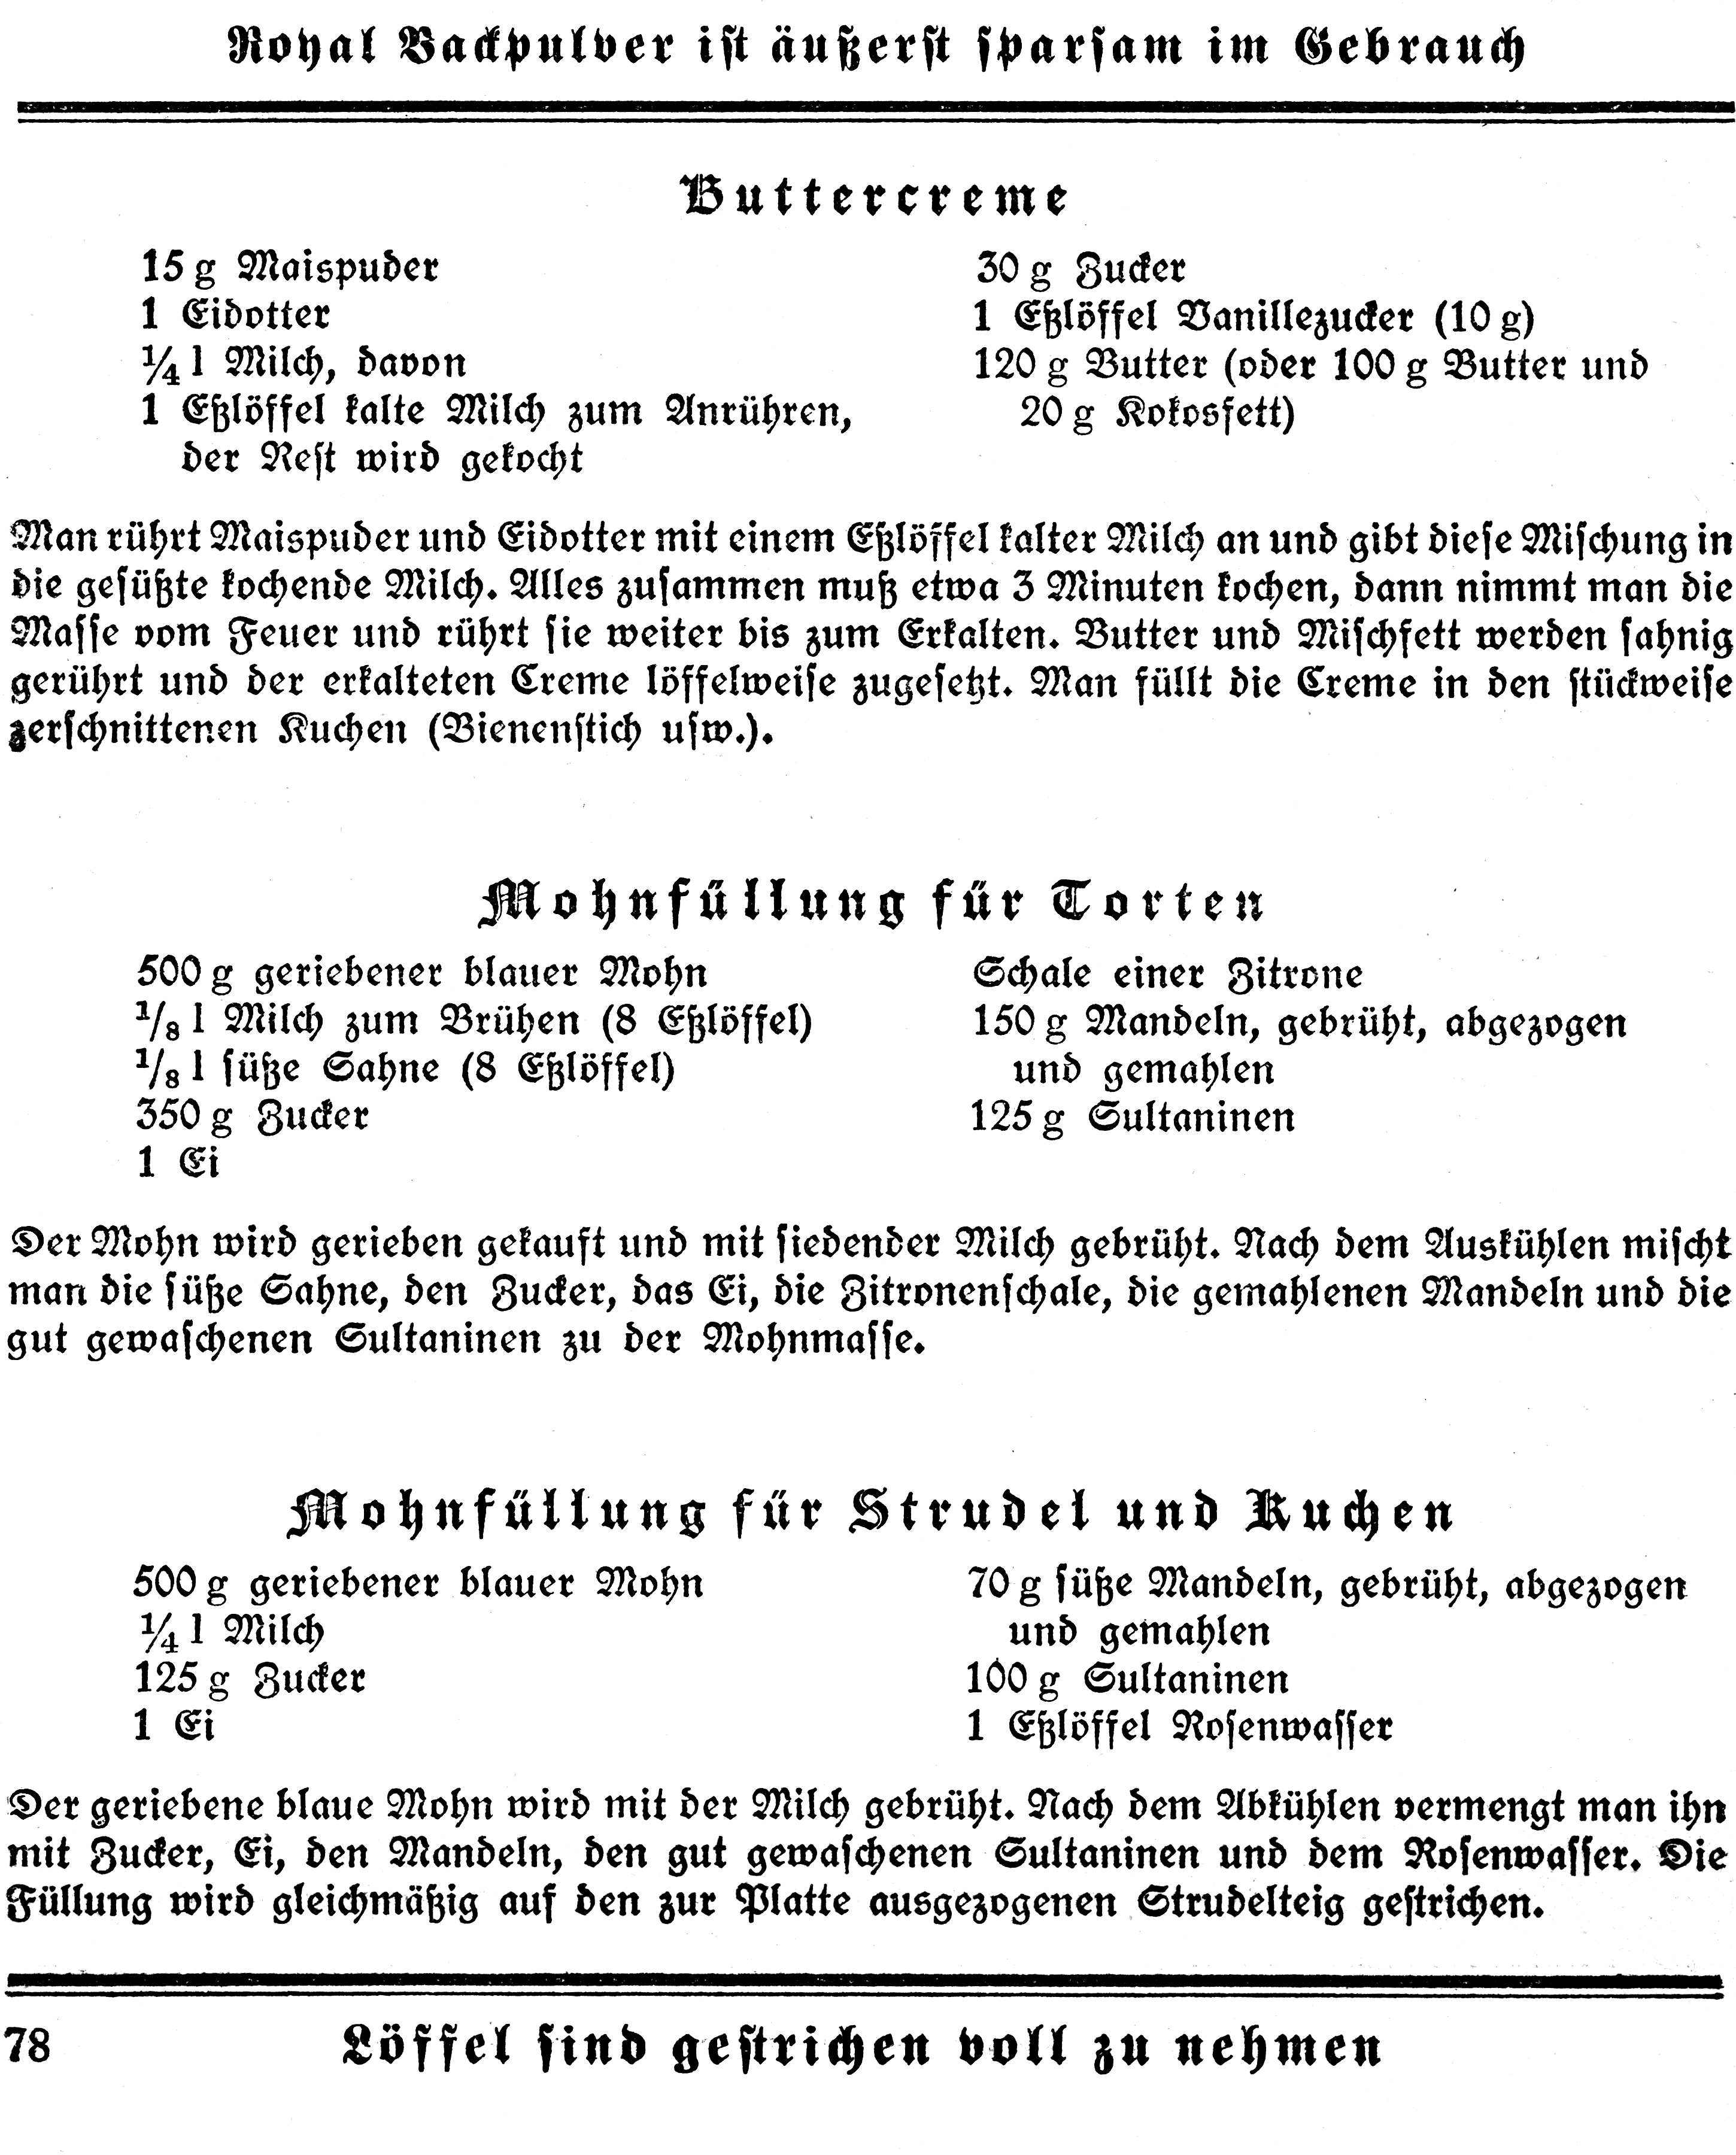 Royal Backpulver ist äußerst sparsam im Gebrauch
Buttercreme
15 g Maispuder
1 Eidotter
¼ l Milch, davon
1 Eßlöffel kalte Milch zum Anrühren,
der Rest wird gekocht
30 g Zucker
1 Eßlöffel Vanillezucker (10 g)
120 g Butter (oder 100 g Butter und
20 g Kokosfett)
Man rührt Maispuder und Eidotter mit einem Eßlöffel kalter Milch an und gibt diese Mischung in
die gesüßte kochende Milch. Alles zusammen muß etwa 3 Minuten kochen, dann nimmt man die
Masse vom Feuer und rührt sie weiter bis zum Erkalten. Butter und Mischfett werden sahnig
gerührt und der erkalteten Creme löffelweise zugesetzt. Man füllt die Creme in den stückweise
zerschnittenen Kuchen (Bienenstich usw.).
Mohnfüllung für Torten
500 g geriebener blauer Mohn
1/8 l Milch zum Brühen (8 Eßlöffel)
1/8 l süße Sahne (8 Eßlöffel)
350 g Zucker
1 Ei
Schale einer Zitrone
150 g Mandeln, gebrüht, abgezogen
und gemahlen
125 g Sultaninen
Der Mohn wird gerieben gekauft und mit siedender Milch gebrüht. Nach dem Auskühlen mischt
man die süße Sahne, den Zucker, das Ei, die Zitronenschale, die gemahlenen Mandeln und die
gut gewaschenen Sultaninen zu der Mohnmasse.
Mohnfüllung für Strudel und Kuchen
500 g geriebener blauer Mohn
¼ l Milch
125 g Zucker
1 Ei
70 g süße Mandeln, gebrüht, abgezogen
und gemahlen
100 g Sultaninen
1 Eßlöffel Rosenwasser
Der geriebene blaue Mohn wird mit der Milch gebrüht. Nach dem Abkühlen vermengt man ihn
mit Zucker, Ei, den Mandeln, den gut gewaschenen Sultaninen und dem Rosenwasser. Die
Füllung wird gleichmäßig auf den zur Platte ausgezogenen Strudelteig gestrichen.
78
Löffel sind gestrichen voll zu nehmen